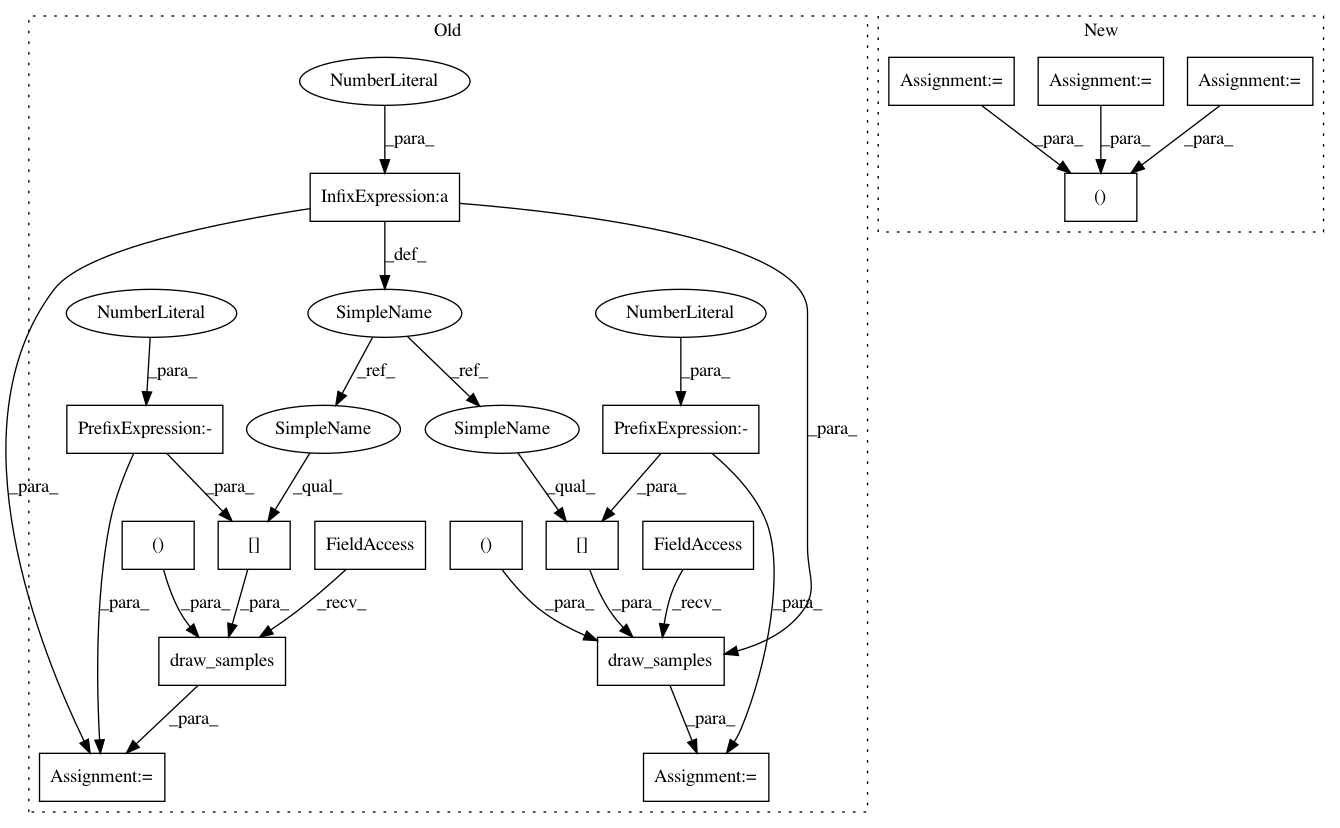 Old
New
NumberLiteral
Assignment:=
Assignment:=
Assignment:=
_para_
_para_
_para_
_para_
InfixExpression:a
()
_def_
NumberLiteral
SimpleName
NumberLiteral
_para_
_ref_
_ref_
_para_
PrefixExpression:-
SimpleName
SimpleName
PrefixExpression:-
_para_
_para_
_para_
_qual_
_qual_
_para_
()
[]
FieldAccess
()
[]
FieldAccess
_para_
_para_
_para_
_recv_
_para_
_para_
_recv_
_para_
draw_samples
draw_samples
_para_
_para_
Assignment:=
Assignment:=